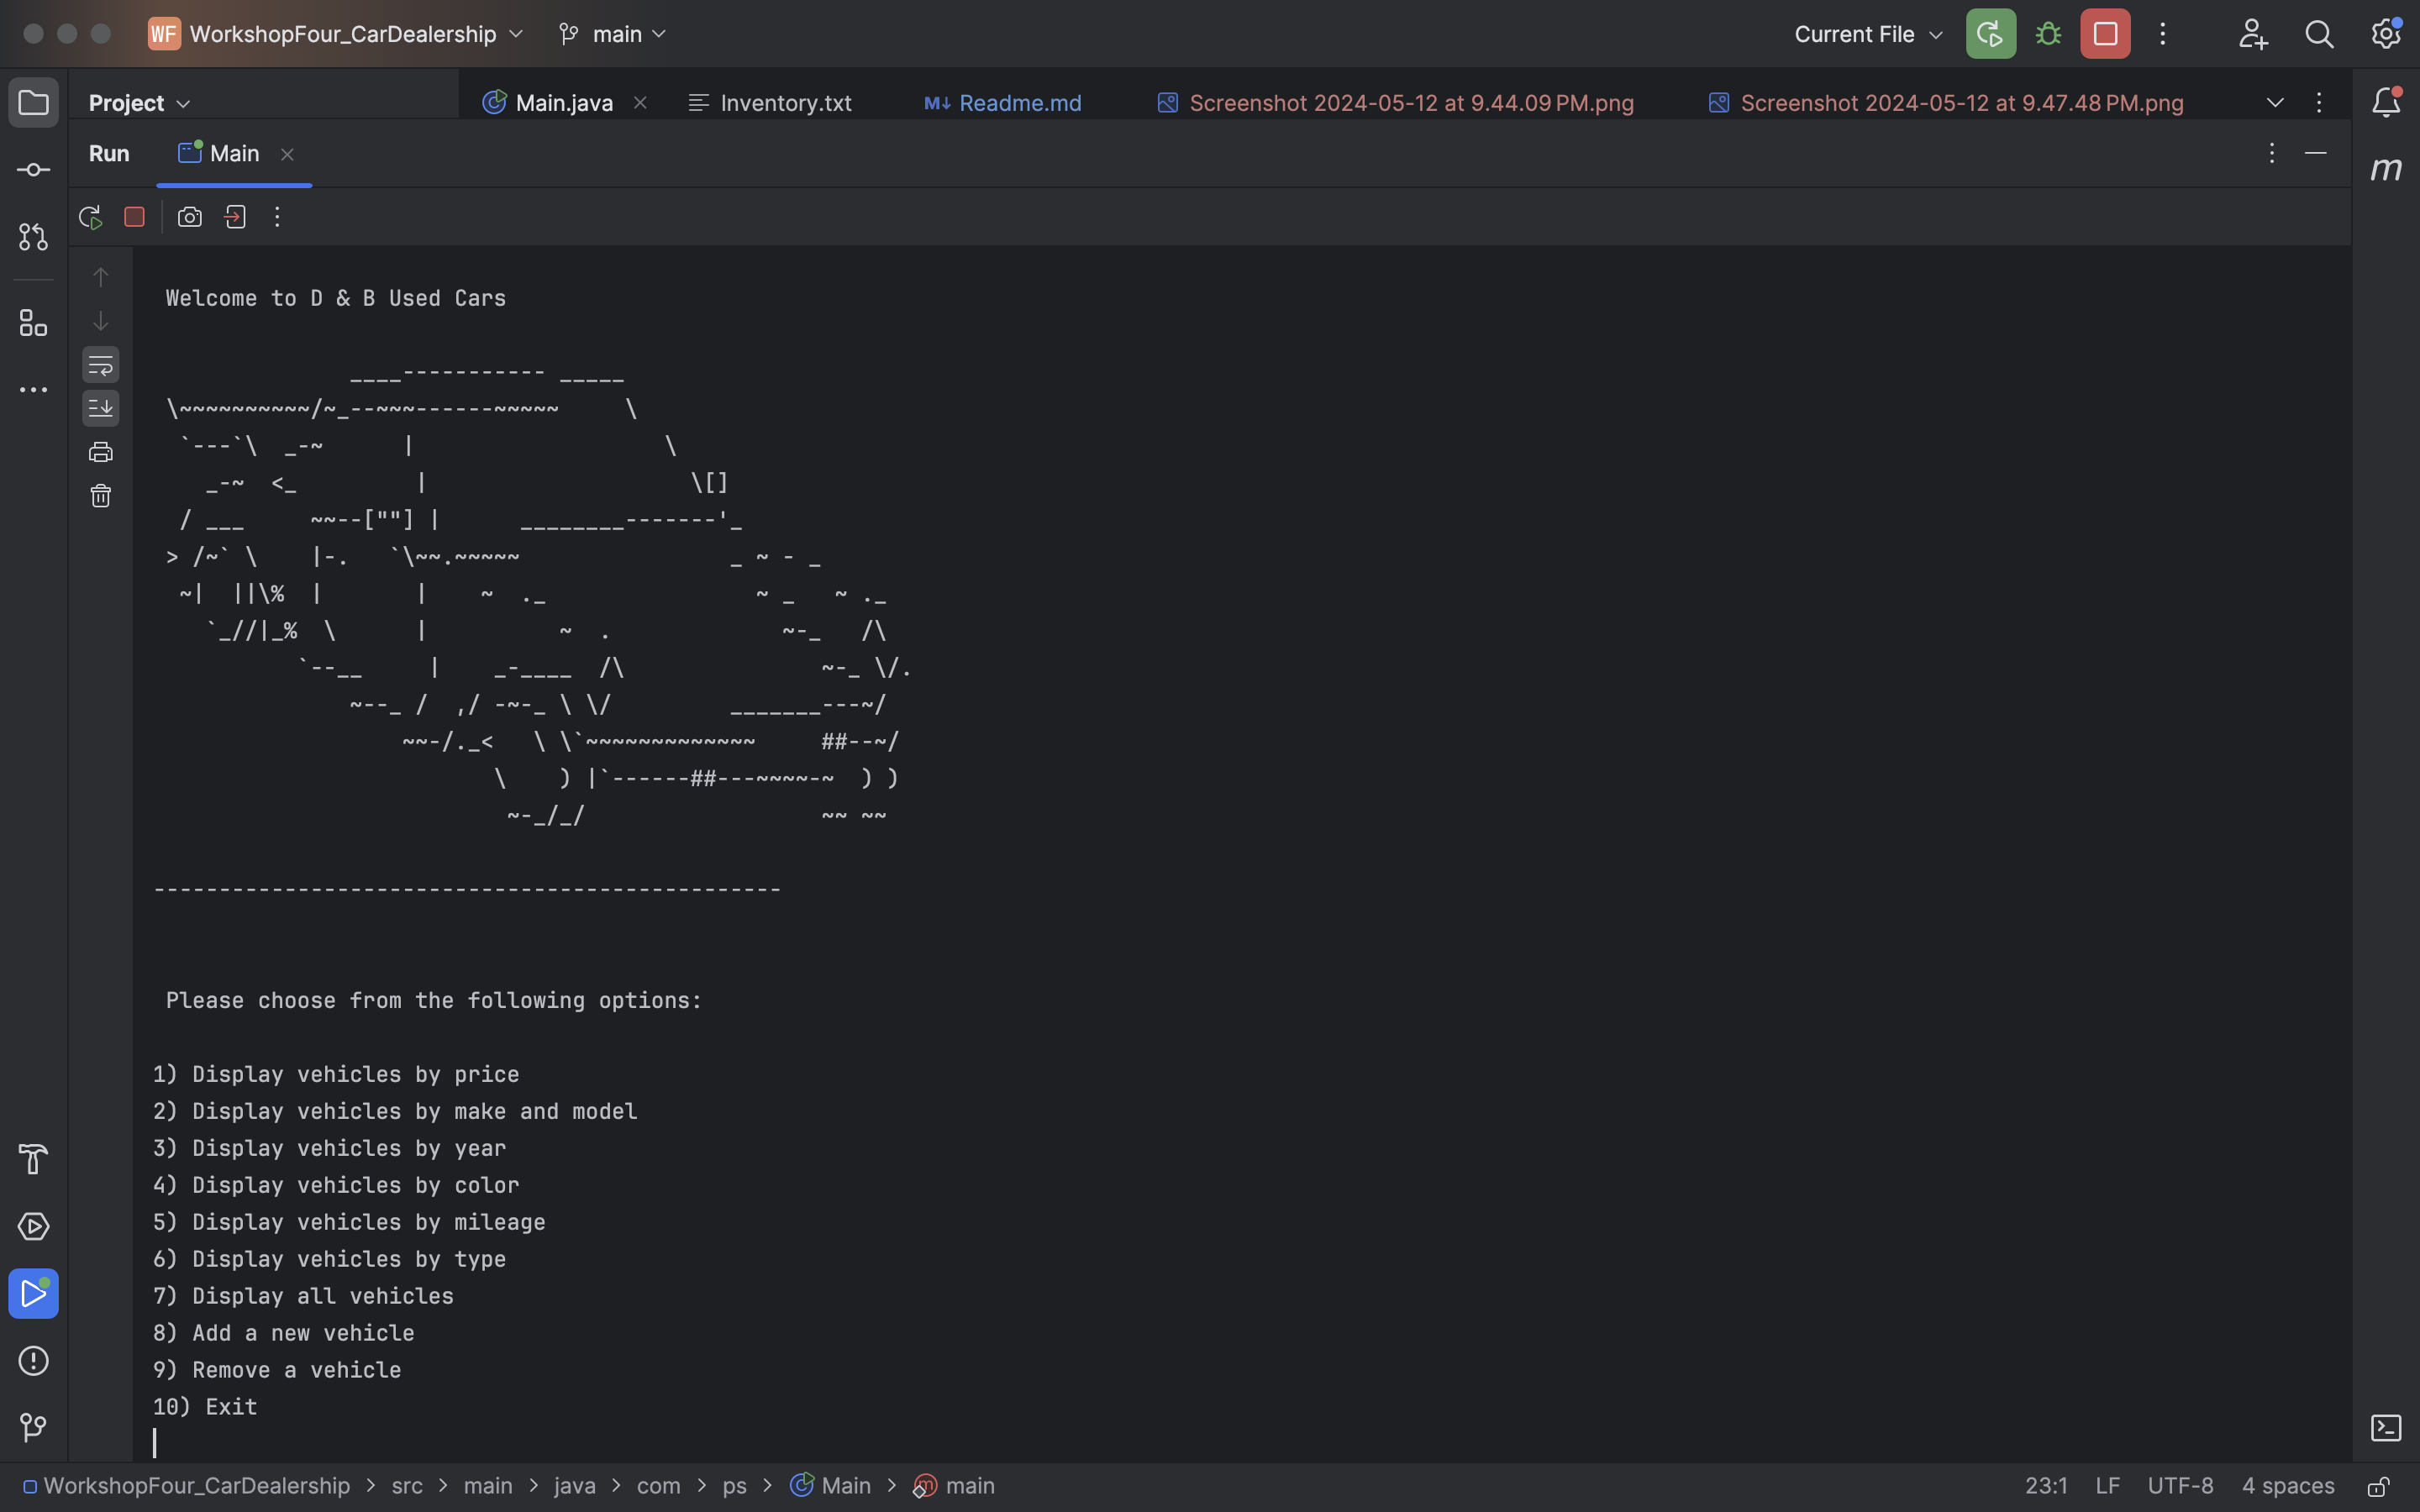 WF WorkshopFour_CarDealership main Current File
Project Main.java Inventory.txt M↓ Readme.md Screenshot 2024-05-12 at 9.44.09 PM.png Screenshot 2024-05-12 at 9.47.48 PM.png
Run Main
m
Welcome to D & B Used Cars
              ____----------- _____
\~~~~~~~~~~/~_--~~~------~~~~~     \
 `---`\  _-~      |                   \
   _-~  <_         |                     \[]
 / ___     ~~--[""] |      ________-------'_
> /~` \    |-.   `\~~.~~~~~                _ ~ - _
 ~|  ||\%  |       |    ~  ._                ~ _   ~ ._
   `_//|_%  \      |          ~  .             ~-_   /\
          `--__     |    _-____  /\               ~-_ \/.
              ~--_ /  ,/ -~-_ \ \/         _______---~/
                  ~~-/._<   \ \`~~~~~~~~~~~~~     ##--~/
                         \    ) |`------##---~~~~-~  ) )
                          ~-_/_/                  ~~ ~~
------------------------------------------------
Please choose from the following options:
1) Display vehicles by price
2) Display vehicles by make and model
3) Display vehicles by year
4) Display vehicles by color
5) Display vehicles by mileage
6) Display vehicles by type
7) Display all vehicles
8) Add a new vehicle
9) Remove a vehicle
10) Exit
WorkshopFour_CarDealership > src > main > java > com > ps > Main > main 23:1 LF UTF-8 4 spaces